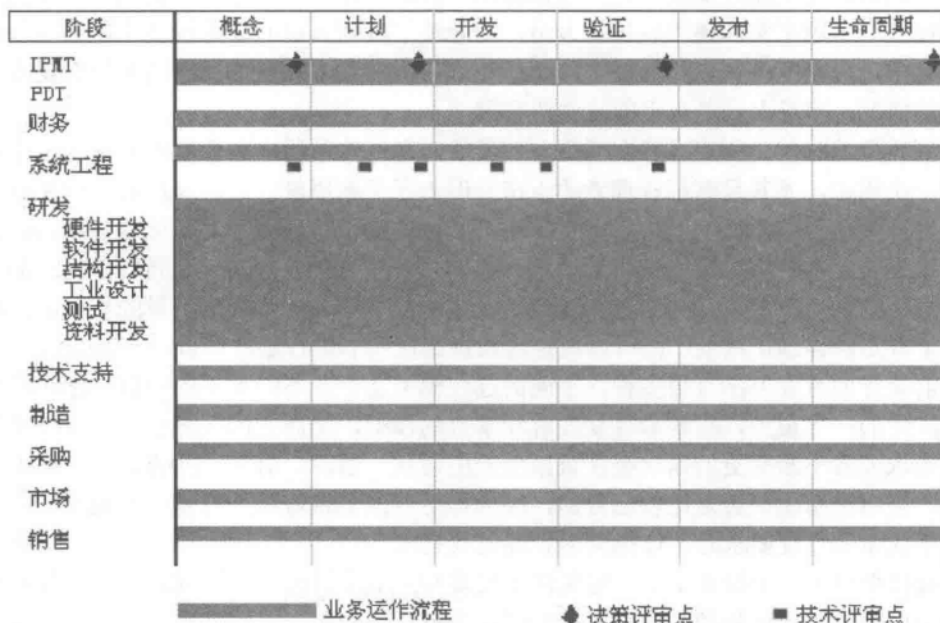 阶段 概念 计划 开发 验证 发布 生命周期
IPMT
PDT
财务
系统工程
研发
硬件开发
软件开发
结构开发
工业设计
测试
资料开发
技术支持
制造
采购
市场
销售
业务运作流程 决策评审点 技术评审点